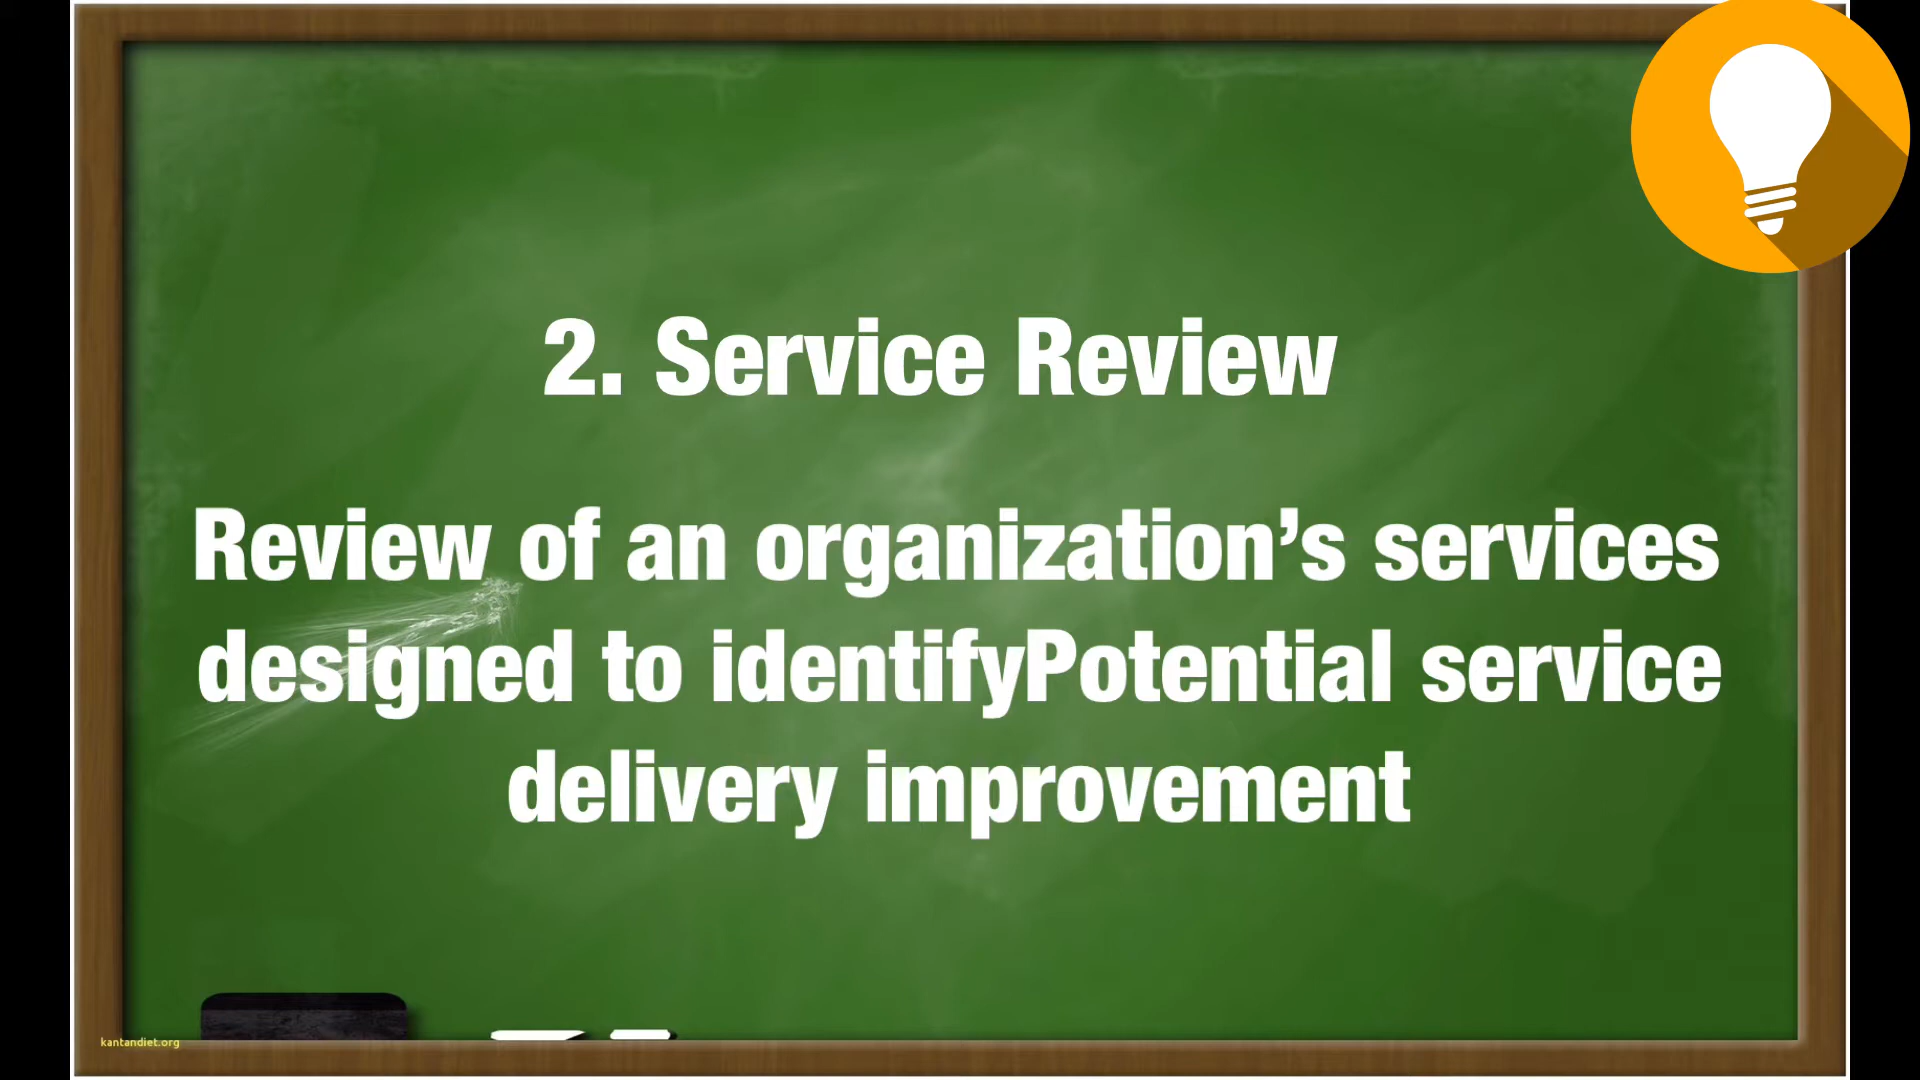 2. Service Review
Review of an organization’s services
designed to identifyPotential service
delivery improvement
kantandiet.org